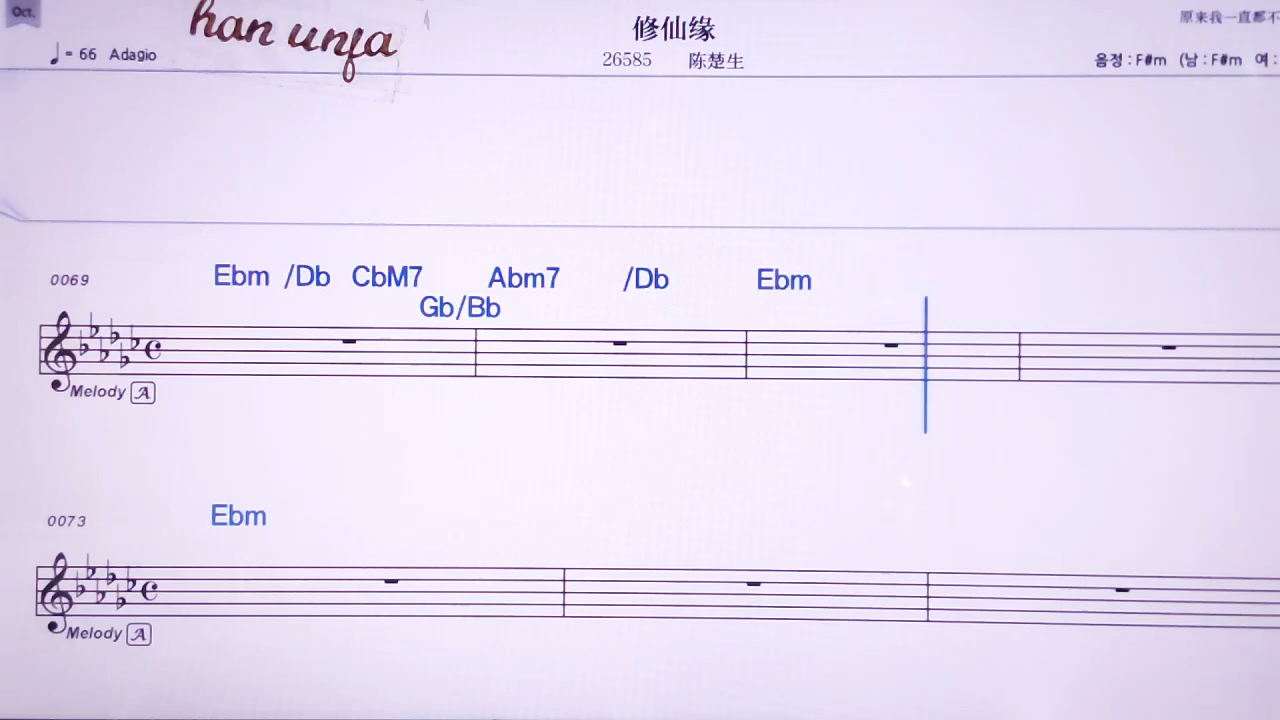 Oct.
han unfa
修仙缘
原来我一直都不
♩ = 66 Adagio
26585 陈楚生
음정 : F#m (남 : F#m 여 :
0069
Ebm /Db CbM7 Abm7 /Db Ebm
Gb/Bb
Melody A
0073
Ebm
Melody A